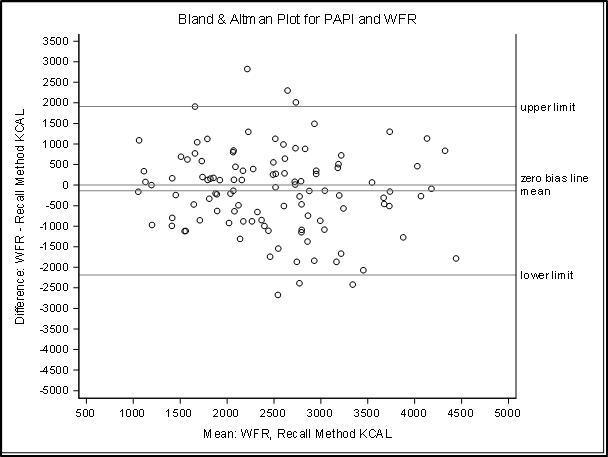 Bland & Altman Plot for PAPI and WFR
3500
3000
2500
2000
1500
1000
500
0
-500
-1000
-1500
-2000
-2500
-3000
-3500
-4000
-4500
-5000
Difference: WFR - Recall Method KCAL
upper limit
zero bias line
mean
lower limit
500 1000 1500 2000 2500 3000 3500 4000 4500 5000
Mean: WFR, Recall Method KCAL